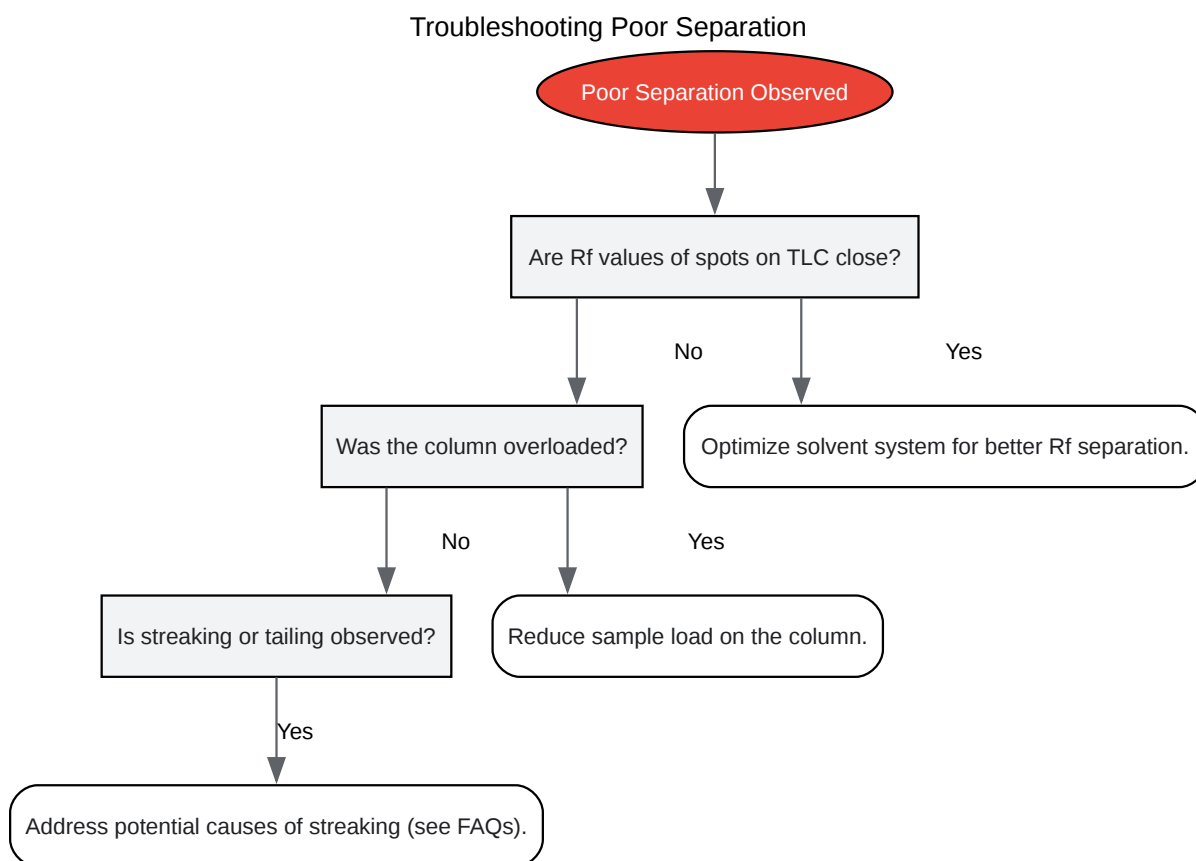 Troubleshooting Poor Separation
Poor Separation Observed
Are Rf values of spots on TLC close?
No
Yes
Was the column overloaded?
Optimize solvent system for better Rf separation.
No
Yes
Is streaking or tailing observed?
Reduce sample load on the column.
Yes
Address potential causes of streaking (see FAQs).